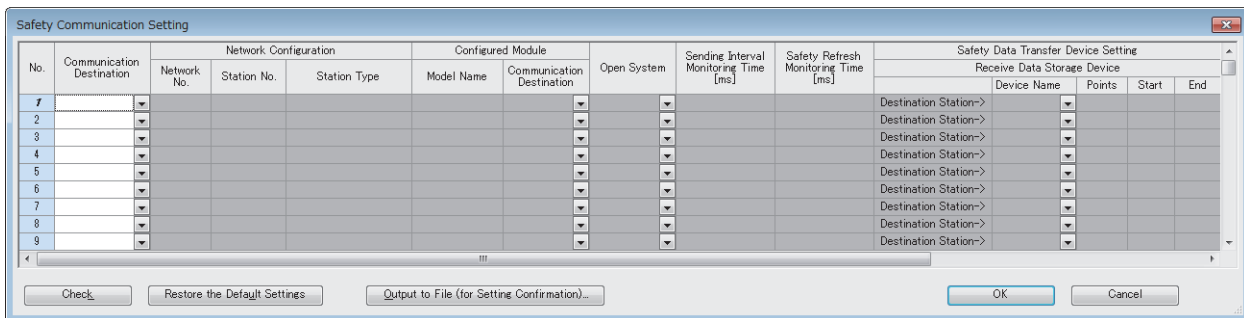 Safety Communication Setting
No. Communication Destination Network Configuration Configured Module Open System Sending Interval Monitoring Time [ms] Safety Refresh Monitoring Time [ms] Safety Data Transfer Device Setting
Network No. Station No. Station Type Model Name Communication Destination Receive Data Storage Device
Device Name Points Start End
1 Destination Station->
2 Destination Station->
3 Destination Station->
4 Destination Station->
5 Destination Station->
6 Destination Station->
7 Destination Station->
8 Destination Station->
9 Destination Station->
Check Restore the Default Settings Output to File (for Setting Confirmation)... OK Cancel